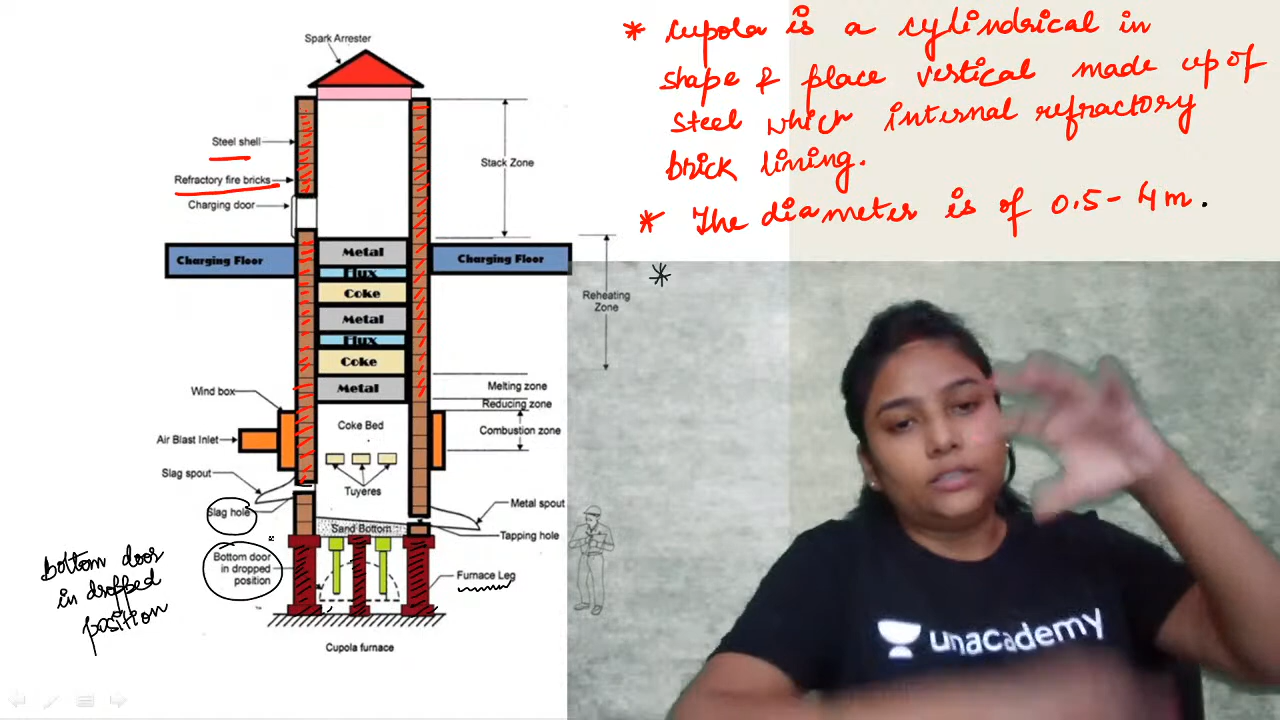 * Cupola is a cylindrical in
shape & place vertical made up of
steel which internal refractory
brick lining.
* The diameter is of 0.5 - 4m.
*
Spark Arrester
Steel shell
Refractory fire bricks
Charging door
Stack Zone
Charging Floor
Metal
Flux
Coke
Metal
Flux
Coke
Metal
Charging Floor
Reheating
Zone
Melting zone
Reducing zone
Combustion zone
Wind box
Air Blast Inlet
Slag spout
Slag hole
Coke Bed
Tuyeres
Metal spout
Tapping hole
Sand Bottom
Bottom door
in dropped
position
Furnace Leg
Cupola furnace
bottom door
in dropped
position
unacademy